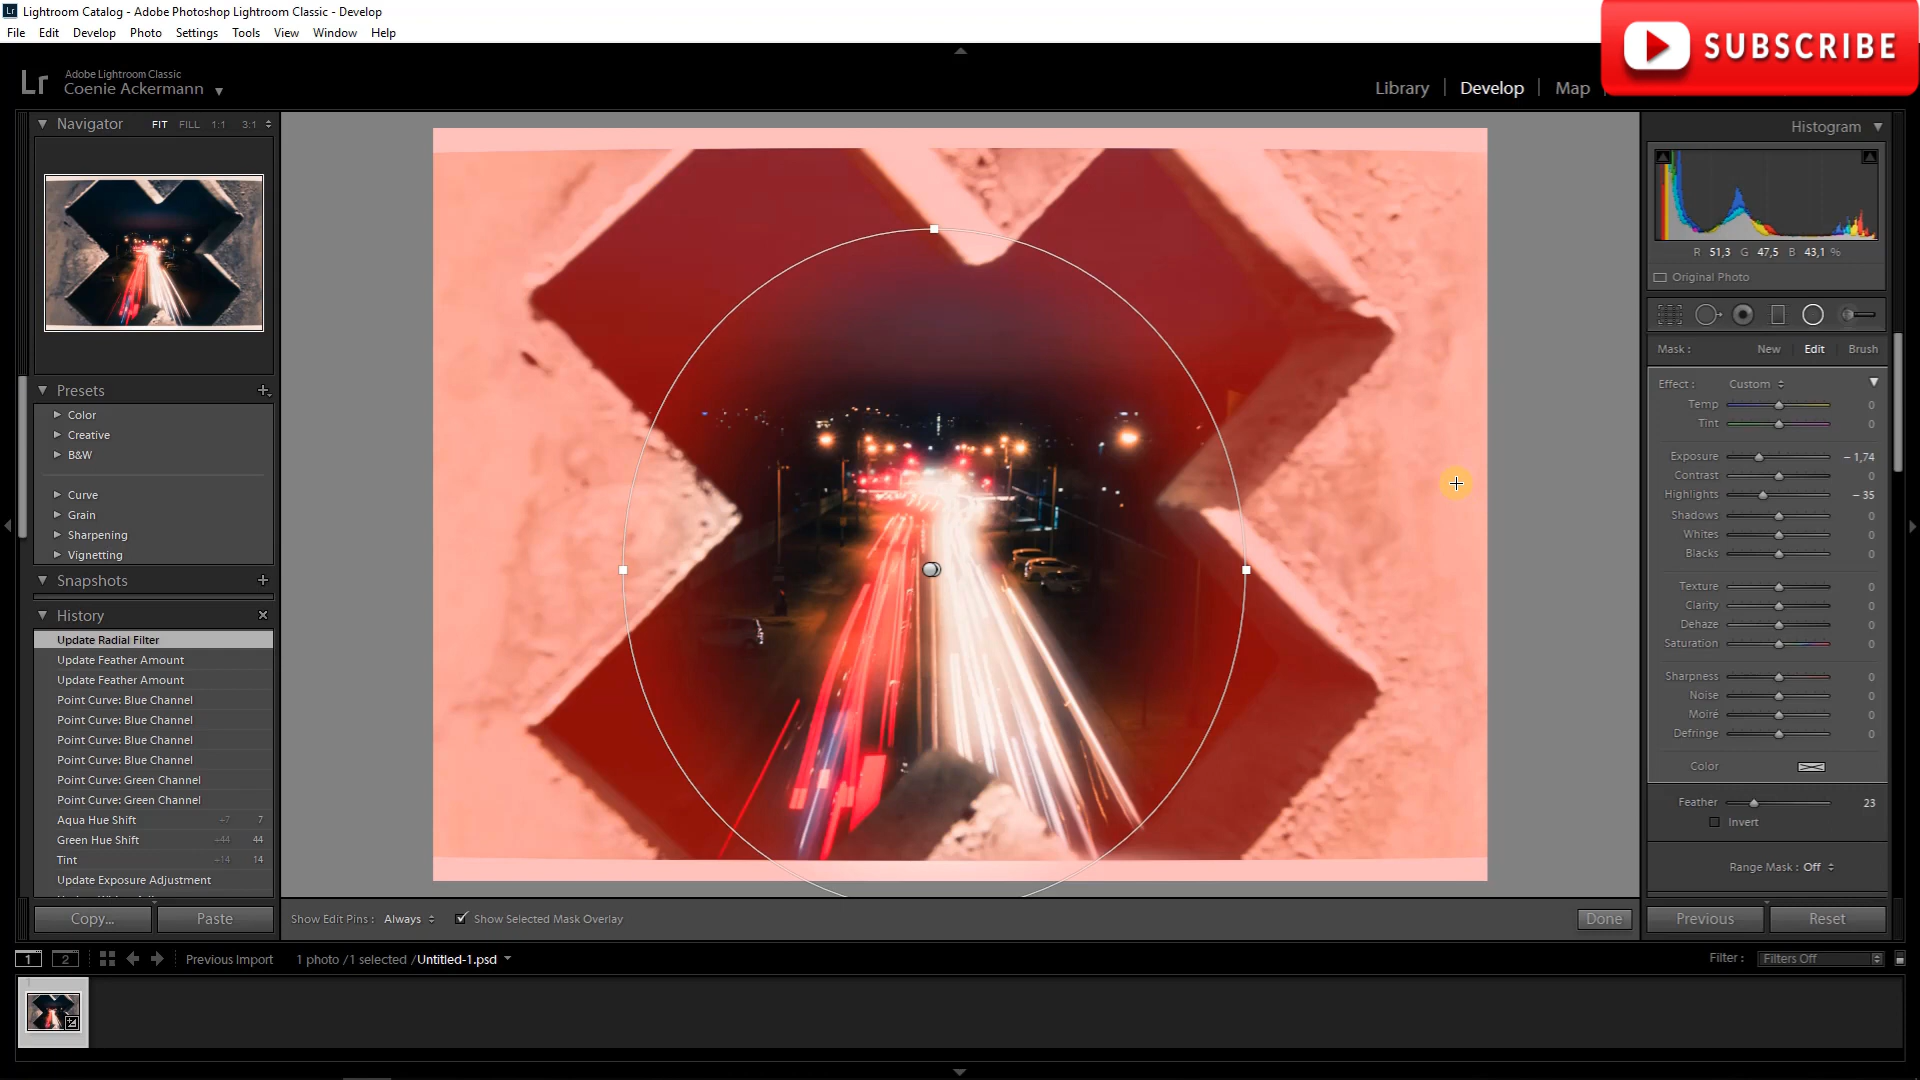 Lr Lightroom Catalog - Adobe Photoshop Lightroom Classic - Develop
File Edit Develop Photo Settings Tools View Window Help
SUBSCRIBE
Lr Adobe Lightroom Classic
Coenie Ackermann
Library Develop Map
Navigator FIT FILL 1:1 3:1
Presets
Color
Creative
B&W
Curve
Grain
Sharpening
Vignetting
Snapshots
History
Update Radial Filter
Update Feather Amount
Update Feather Amount
Point Curve: Blue Channel
Point Curve: Blue Channel
Point Curve: Blue Channel
Point Curve: Blue Channel
Point Curve: Green Channel
Point Curve: Green Channel
Aqua Hue Shift +7 7
Green Hue Shift +44 44
Tint +14 14
Update Exposure Adjustment
Copy... Paste
Show Edit Pins : Always Show Selected Mask Overlay Done
Histogram
R 51,3 G 47,5 B 43,1 %
Original Photo
Mask : New Edit Brush
Effect : Custom
Temp 0
Tint 0
Exposure - 1,74
Contrast 0
Highlights - 35
Shadows 0
Whites 0
Blacks 0
Texture 0
Clarity 0
Dehaze 0
Saturation 0
Sharpness 0
Noise 0
Moiré 0
Defringe 0
Color
Feather 23
Invert
Range Mask : Off
Previous Reset
1 2 Previous Import 1 photo / 1 selected / Untitled-1.psd Filter : Filters Off